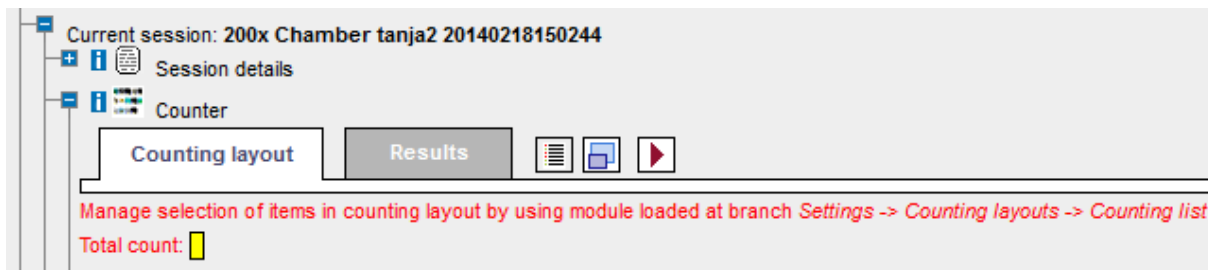 Current session: 200x Chamber tanja2 20140218150244
Session details
Counter
Counting layout Results
Manage selection of items in counting layout by using module loaded at branch Settings -> Counting layouts -> Counting list
Total count: